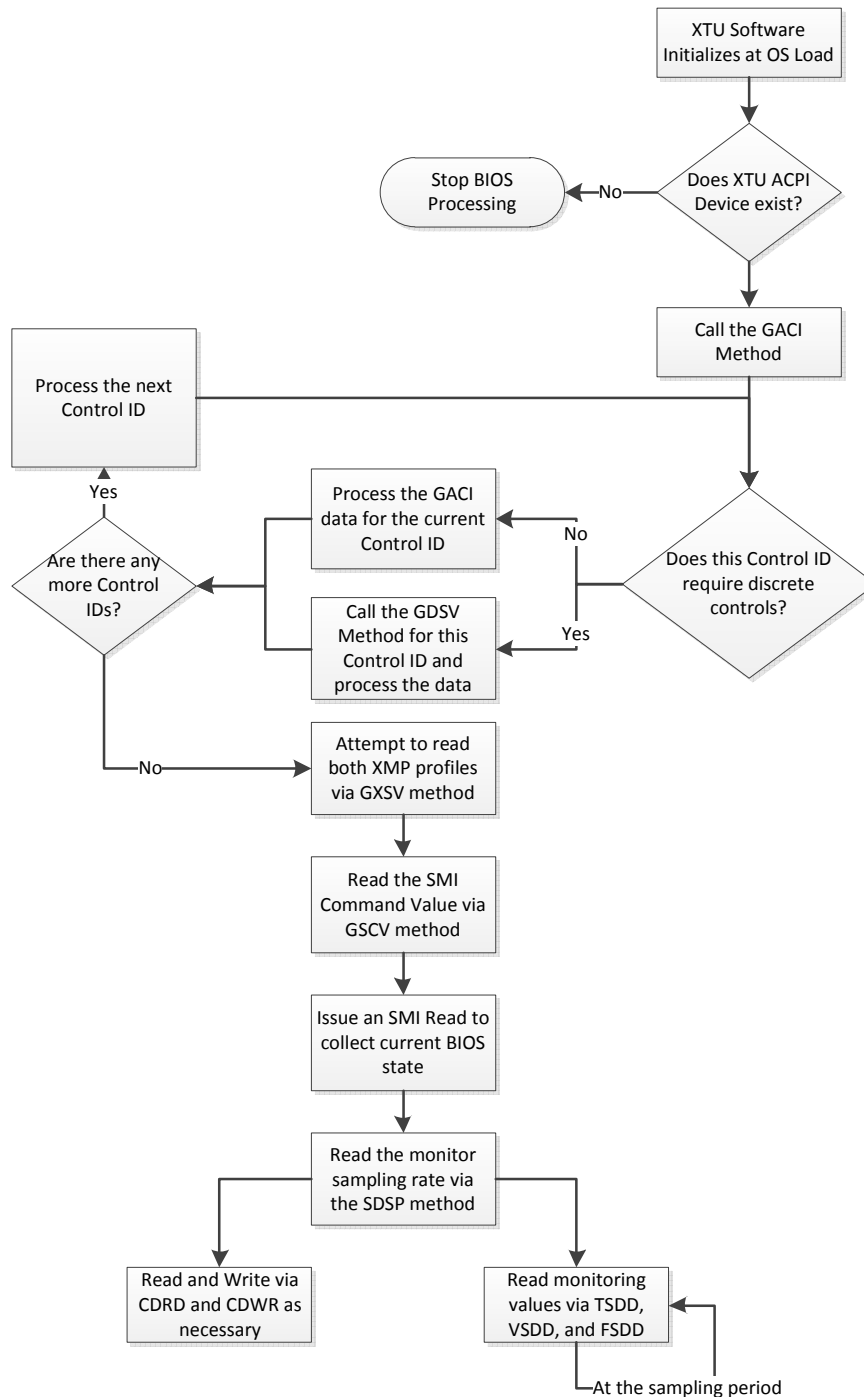 XTU Software
Initializes at OS Load
Does XTU ACPI
Device exist?
No
Stop BIOS
Processing
Call the GACI
Method
Process the next
Control ID
Yes
Are there any
more Control
IDs?
Process the GACI
data for the current
Control ID
No
Does this Control ID
require discrete
controls?
Yes
Call the GDSV
Method for this
Control ID and
process the data
No
Attempt to read
both XMP profiles
via GXSV method
Read the SMI
Command Value via
GSCV method
Issue an SMI Read to
collect current BIOS
state
Read the monitor
sampling rate via
the SDSP method
Read and Write via
CDRD and CDWR as
necessary
Read monitoring
values via TSDD,
VSDD, and FSDD
At the sampling period